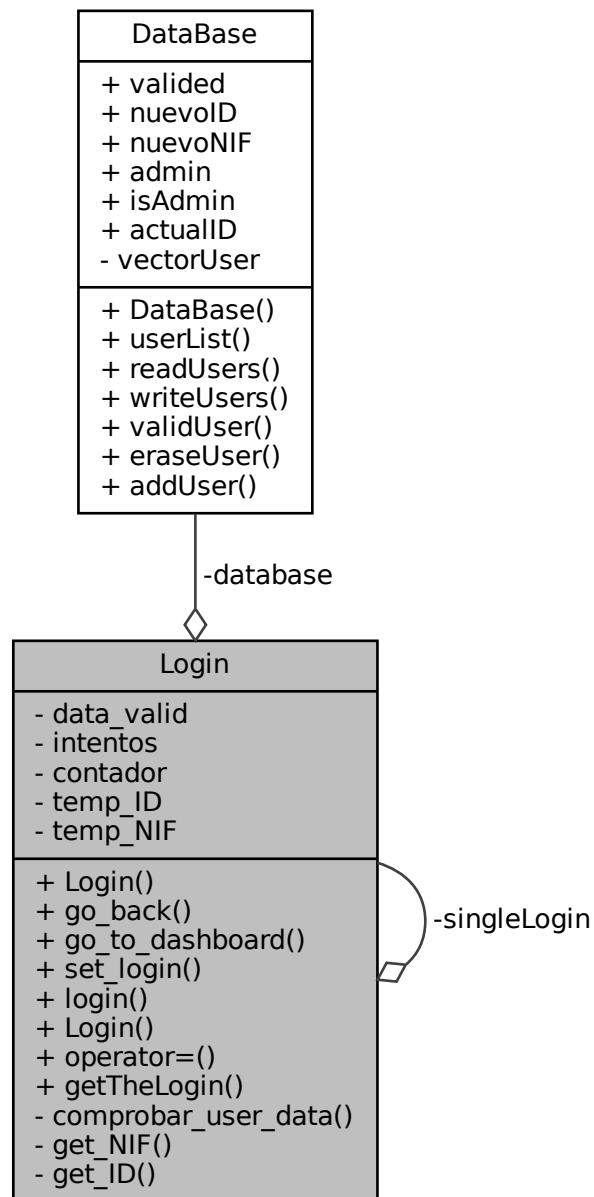 DataBase
+ valided
+ nuevoID
+ nuevoNIF
+ admin
+ isAdmin
+ actualID
- vectorUser
+ DataBase()
+ userList()
+ readUsers()
+ writeUsers()
+ validUser()
+ eraseUser()
+ addUser()
-database
Login
- data_valid
- intentos
- contador
- temp_ID
- temp_NIF
+ Login()
+ go_back()
+ go_to_dashboard()
+ set_login()
+ login()
+ Login()
+ operator=()
+ getTheLogin()
- comprobar_user_data()
- get_NIF()
- get_ID()
-singleLogin